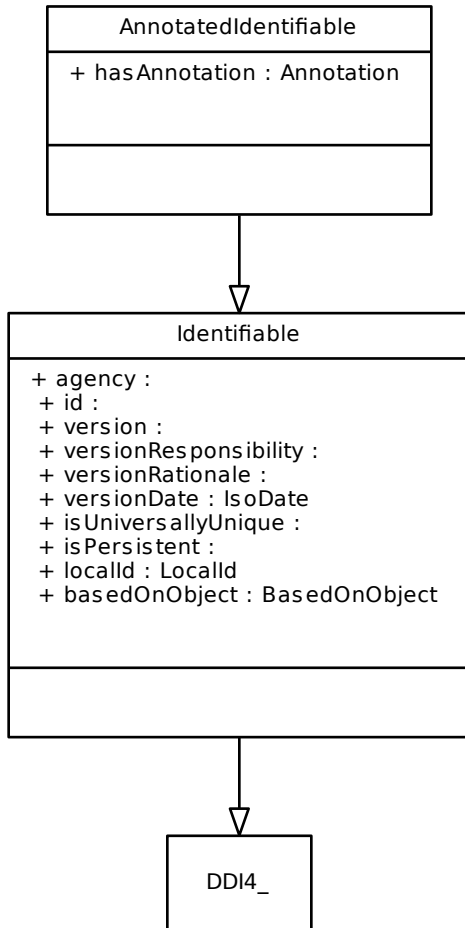 AnnotatedIdentifiable
+ hasAnnotation : Annotation
Identifiable
+ agency :
+ id :
+ version :
+ versionResponsibility :
+ versionRationale :
+ versionDate : IsoDate
+ isUniversallyUnique :
+ isPersistent :
+ localId : LocalId
+ basedOnObject : BasedOnObject
DDI4_